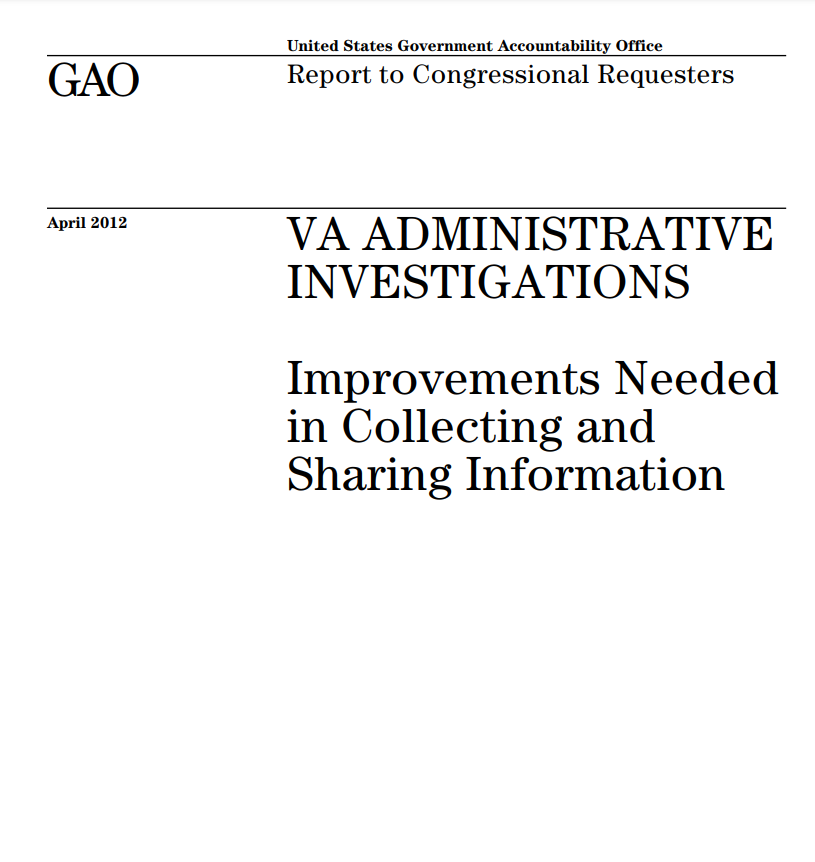 United States Government Accountability Office
GAO
Report to Congressional Requesters
April 2012
VA ADMINISTRATIVE
INVESTIGATIONS
Improvements Needed
in Collecting and
Sharing Information